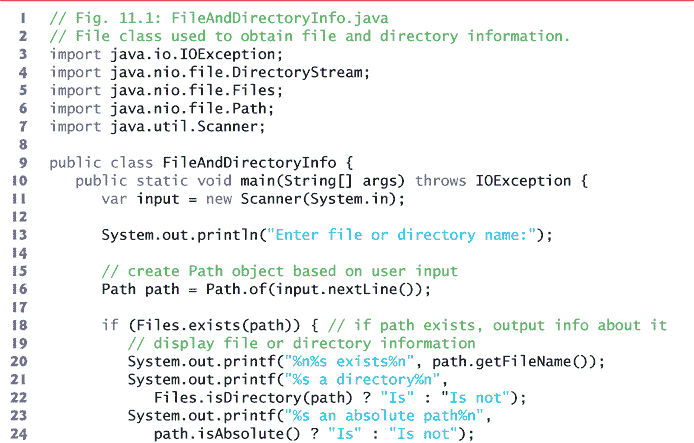 1 // Fig. 11.1: FileAndDirectoryInfo.java
2 // File class used to obtain file and directory information.
3 import java.io.IOException;
4 import java.nio.file.DirectoryStream;
5 import java.nio.file.Files;
6 import java.nio.file.Path;
7 import java.util.Scanner;
8
9 public class FileAndDirectoryInfo {
10    public static void main(String[] args) throws IOException {
11       var input = new Scanner(System.in);
12
13       System.out.println("Enter file or directory name:");
14
15       // create Path object based on user input
16       Path path = Path.of(input.nextLine());
17
18       if (Files.exists(path)) { // if path exists, output info about it
19          // display file or directory information
20          System.out.printf("%n%s exists%n", path.getFileName());
21          System.out.printf("%s a directory%n",
22             Files.isDirectory(path) ? "Is" : "Is not");
23          System.out.printf("%s an absolute path%n",
24             path.isAbsolute() ? "Is" : "Is not");